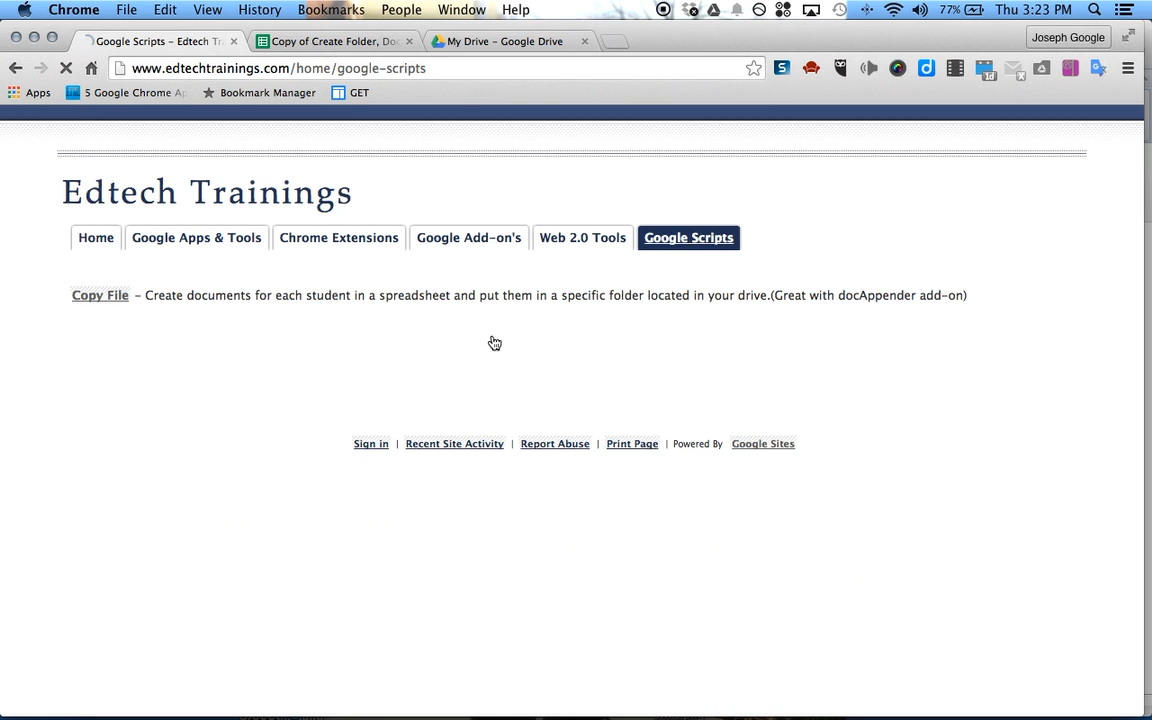 Chrome File Edit View History Bookmarks People Window Help 77% Thu 3:23 PM
Google Scripts – Edtech Tr Copy of Create Folder, Doc My Drive – Google Drive Joseph Google
www.edtechtrainings.com/home/google-scripts
Apps 5 Google Chrome Ap Bookmark Manager GET
Edtech Trainings
Home Google Apps & Tools Chrome Extensions Google Add-on's Web 2.0 Tools Google Scripts
Copy File – Create documents for each student in a spreadsheet and put them in a specific folder located in your drive.(Great with docAppender add-on)
Sign in | Recent Site Activity | Report Abuse | Print Page | Powered By Google Sites